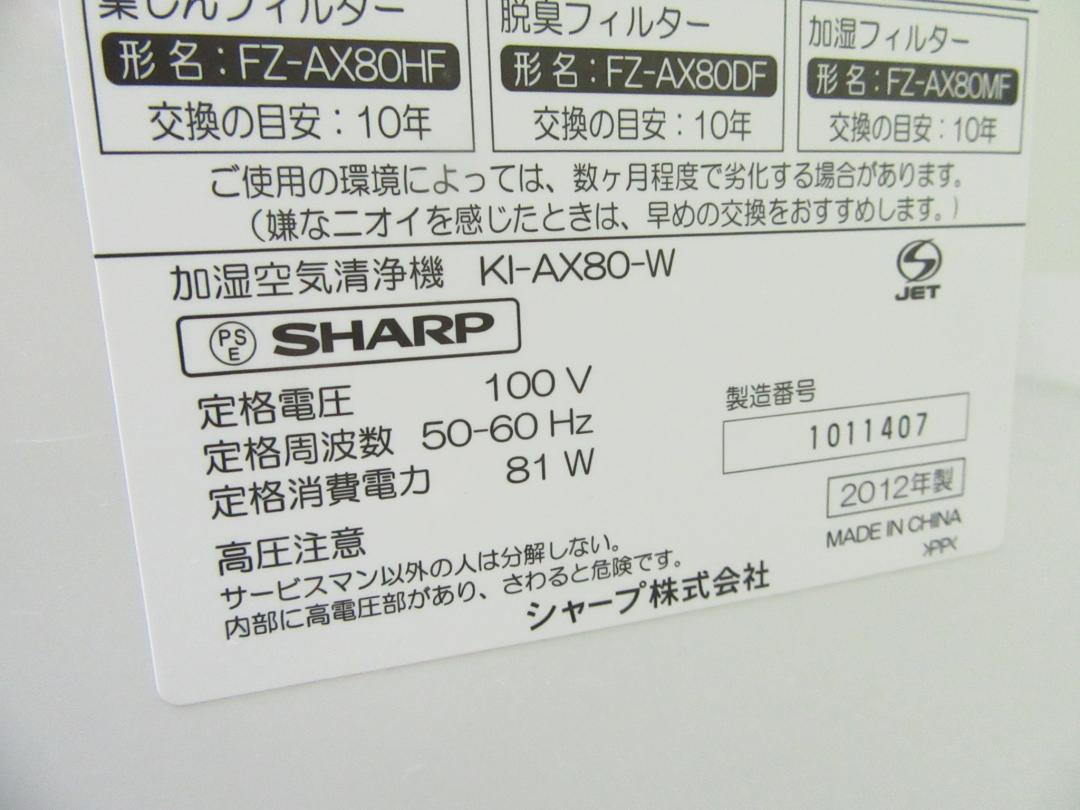 集じんフィルター
形名：FZ-AX80HF
交換の目安：10年
脱臭フィルター
形名：FZ-AX80DF
交換の目安：10年
加湿フィルター
形名：FZ-AX80MF
交換の目安：10年
ご使用の環境によっては、数ヶ月程度で劣化する場合があります。
（嫌なニオイを感じたときは、早めの交換をおすすめします。）
加湿空気清浄機 KI-AX80-W
JET
PSE SHARP
定格電圧 100 V
定格周波数 50-60 Hz
定格消費電力 81 W
製造番号
1011407
2012年製
MADE IN CHINA
>PP<
高圧注意
サービスマン以外の人は分解しない。
内部に高電圧部があり、さわると危険です。
シャープ株式会社